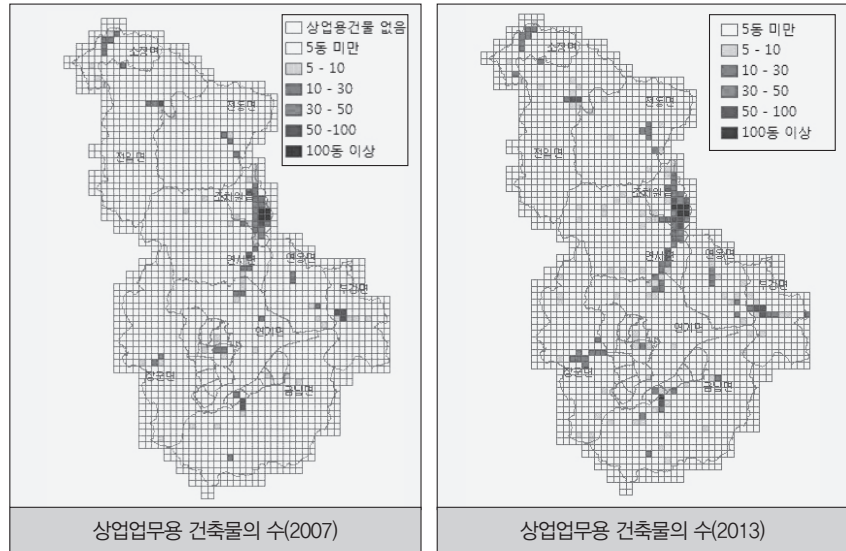 상업용건물 없음
5동 미만
5 - 10
10 - 30
30 - 50
50 -100
100동 이상
소정면
전동면
전의면
조치원읍
연서면
연동면
부강면
연기면
장군면
금남면
상업업무용 건축물의 수(2007)
5동 미만
5 - 10
10 - 30
30 - 50
50 - 100
100동 이상
소정면
전동면
전의면
조치원읍
연서면
연동면
부강면
연기면
장군면
금남면
상업업무용 건축물의 수(2013)